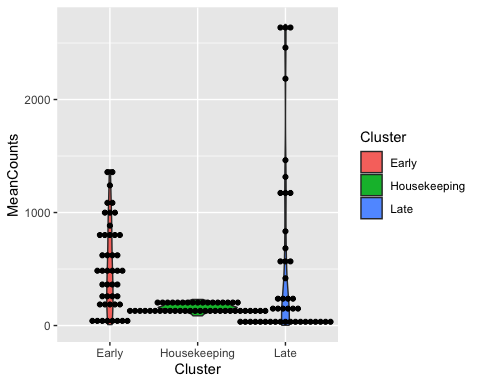 MeanCounts
2000
1000
0
Early
Housekeeping
Late
Cluster
Cluster
Early
Housekeeping
Late